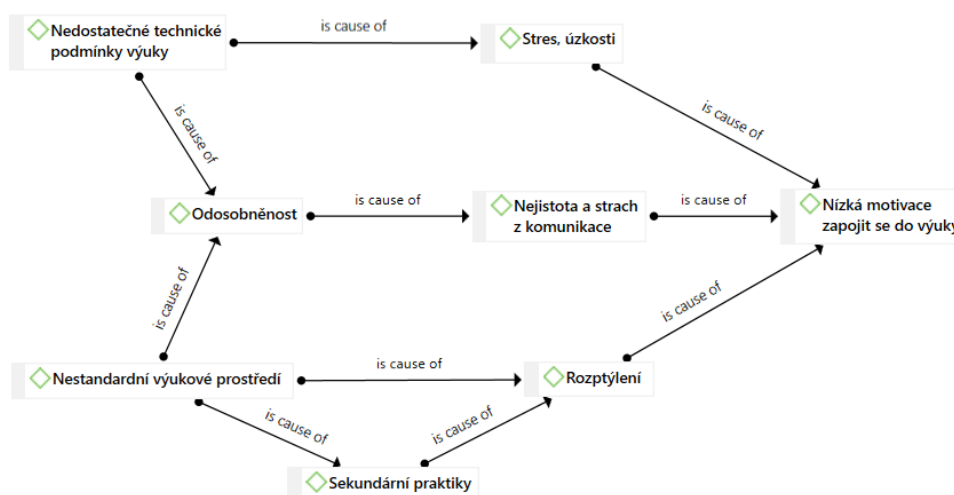 Nedostatečné technické
podmínky výuky
is cause of
Stres, úzkosti
is cause of
is cause of
Odosobněnost
is cause of
Nejistota a strach
z komunikace
is cause of
Nízká motivace
zapojit se do výuky
is cause of
is cause of
Nestandardní výukové prostředí
is cause of
Rozptýlení
is cause of
is cause of
Sekundární praktiky